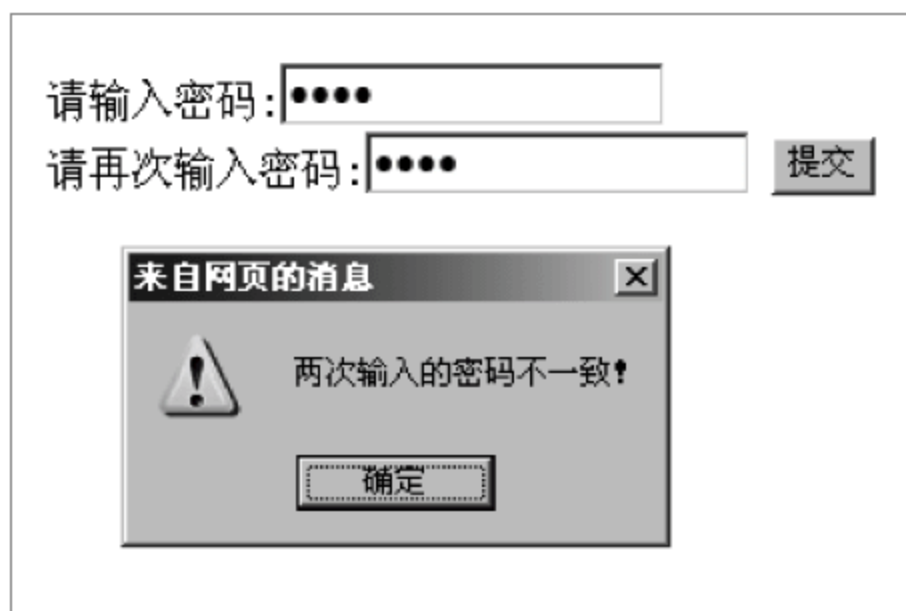 请输入密码:••••
请再次输入密码:•••• 提交
来自网页的消息
两次输入的密码不一致!
确定